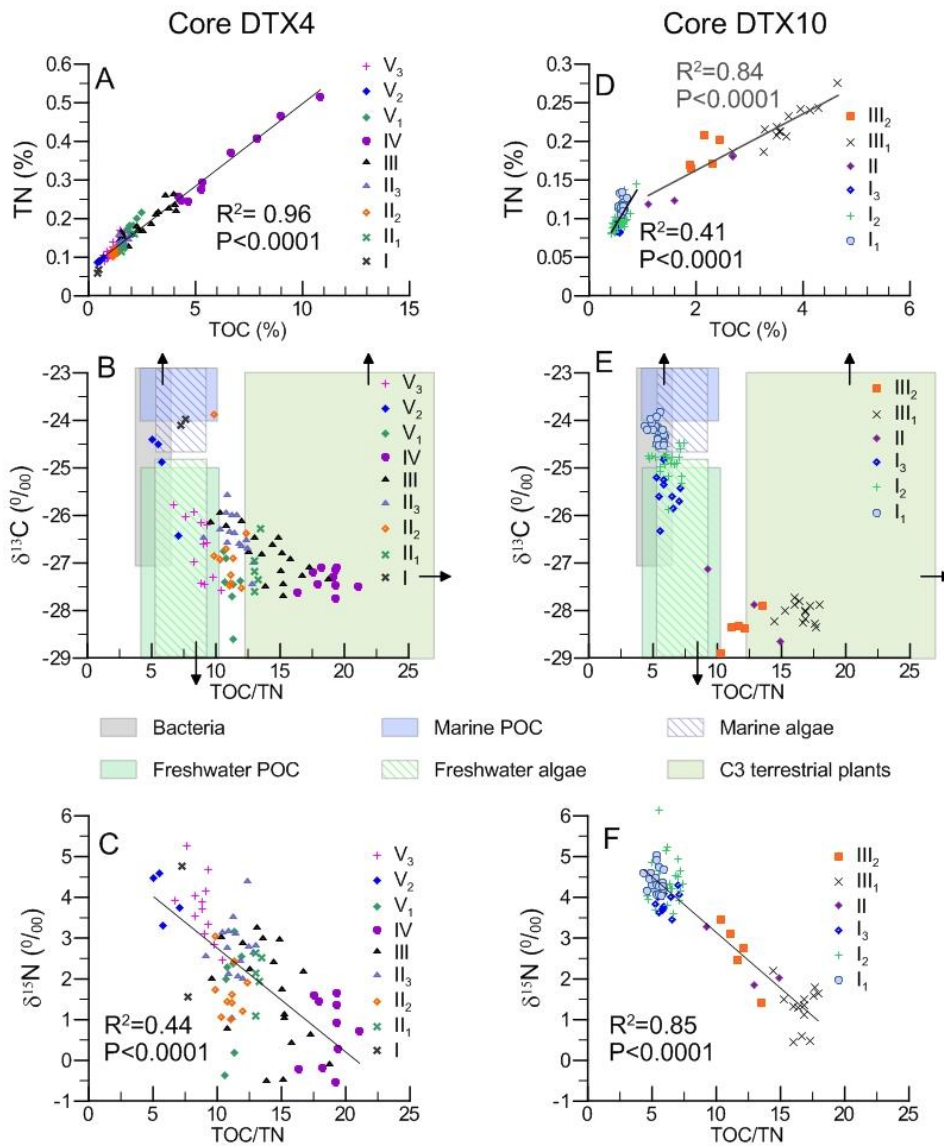 Core DTX4
Core DTX10
A
TN (%)
0.6
0.5
0.4
0.3
0.2
0.1
0
R²= 0.96
P<0.0001
V₃
V₂
V₁
IV
III
II₃
II₂
II₁
I
0 5 10 15
TOC (%)
D
TN (%)
0.3
0.25
0.2
0.15
0.1
0.05
0
R²=0.84
P<0.0001
R²=0.41
P<0.0001
III₂
III₁
II
I₃
I₂
I₁
0 2 4 6
TOC (%)
B
δ¹³C (⁰/₀₀)
-23
-24
-25
-26
-27
-28
-29
V₃
V₂
V₁
IV
III
II₃
II₂
II₁
I
0 5 10 15 20 25
TOC/TN
E
δ¹³C (⁰/₀₀)
-23
-24
-25
-26
-27
-28
-29
III₂
III₁
II
I₃
I₂
I₁
0 5 10 15 20 25
TOC/TN
Bacteria
Marine POC
Marine algae
Freshwater POC
Freshwater algae
C3 terrestrial plants
C
δ¹⁵N (⁰/₀₀)
6
5
4
3
2
1
0
-1
R²=0.44
P<0.0001
V₃
V₂
V₁
IV
III
II₃
II₂
II₁
I
0 5 10 15 20 25
TOC/TN
F
δ¹⁵N (⁰/₀₀)
6
5
4
3
2
1
0
-1
R²=0.85
P<0.0001
III₂
III₁
II
I₃
I₂
I₁
0 5 10 15 20 25
TOC/TN